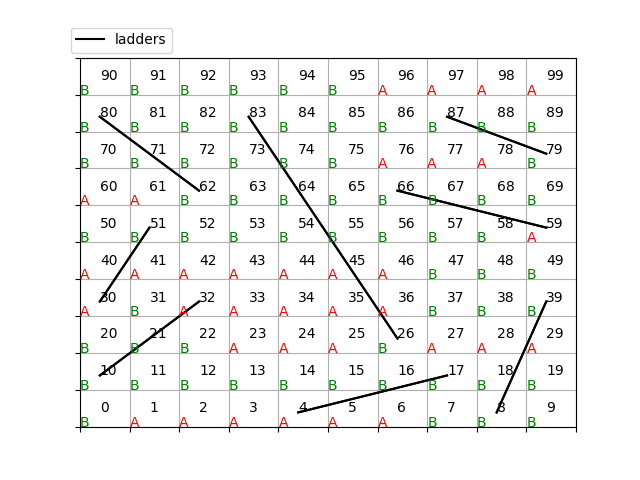 ladders
90 91 92 93 94 95 96 97 98 99
B B B B B B A A A A
80 81 82 83 84 85 86 87 88 89
B B B B B B B B B B
70 71 72 73 74 75 76 77 78 79
B B B B B B A A A B
60 61 62 63 64 65 66 67 68 69
A A B B B B B B B B
50 51 52 53 54 55 56 57 58 59
B B B B B B B B B A
40 41 42 43 44 45 46 47 48 49
A A A A A A A B B B
30 31 32 33 34 35 36 37 38 39
A B A A A A A B B B
20 21 22 23 24 25 26 27 28 29
B B B A A A B A A A
10 11 12 13 14 15 16 17 18 19
B B B B B B B B B B
0 1 2 3 4 5 6 7 8 9
B A A A A A A B B B